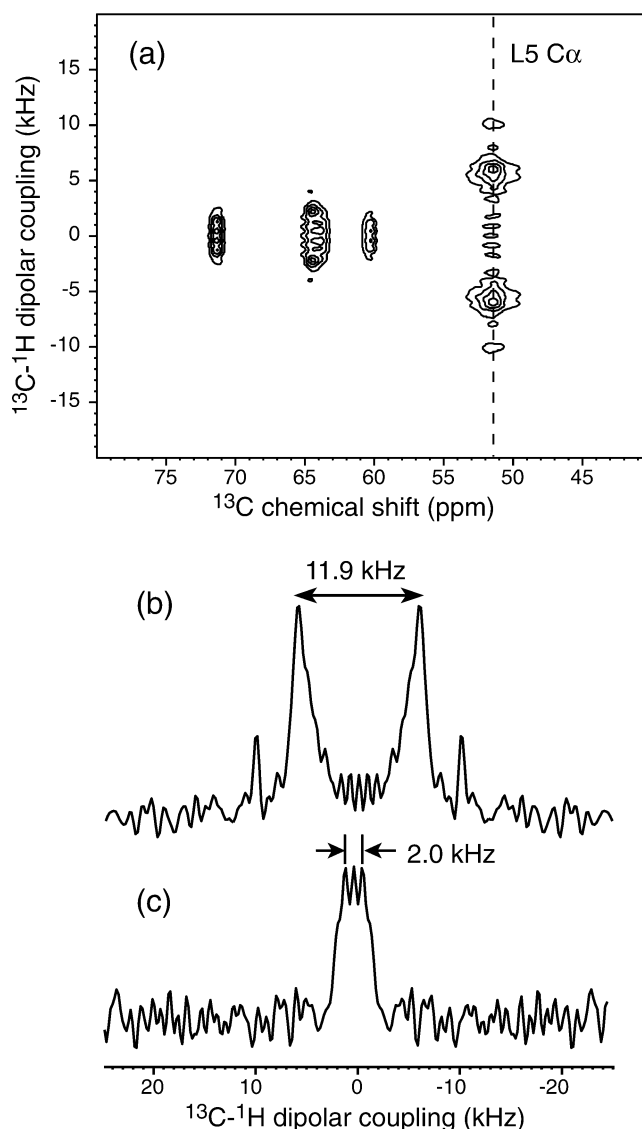 (a)
L5 Cα
15
10
5
0
-5
-10
-15
¹³C-¹H dipolar coupling (kHz)
75 70 65 60 55 50 45
¹³C chemical shift (ppm)
(b)
11.9 kHz
(c)
2.0 kHz
20 10 0 -10 -20
¹³C-¹H dipolar coupling (kHz)